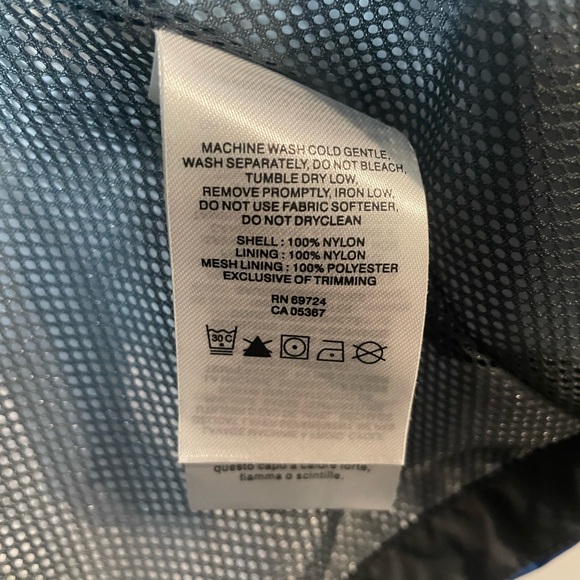 MACHINE WASH COLD GENTLE,
WASH SEPARATELY, DO NOT BLEACH,
TUMBLE DRY LOW,
REMOVE PROMPTLY, IRON LOW,
DO NOT USE FABRIC SOFTENER,
DO NOT DRYCLEAN
SHELL : 100% NYLON
LINING : 100% NYLON
MESH LINING : 100% POLYESTER
EXCLUSIVE OF TRIMMING
RN 69724
CA 05367
30 C
questo capo a calore forte,
fiamma o scintille.